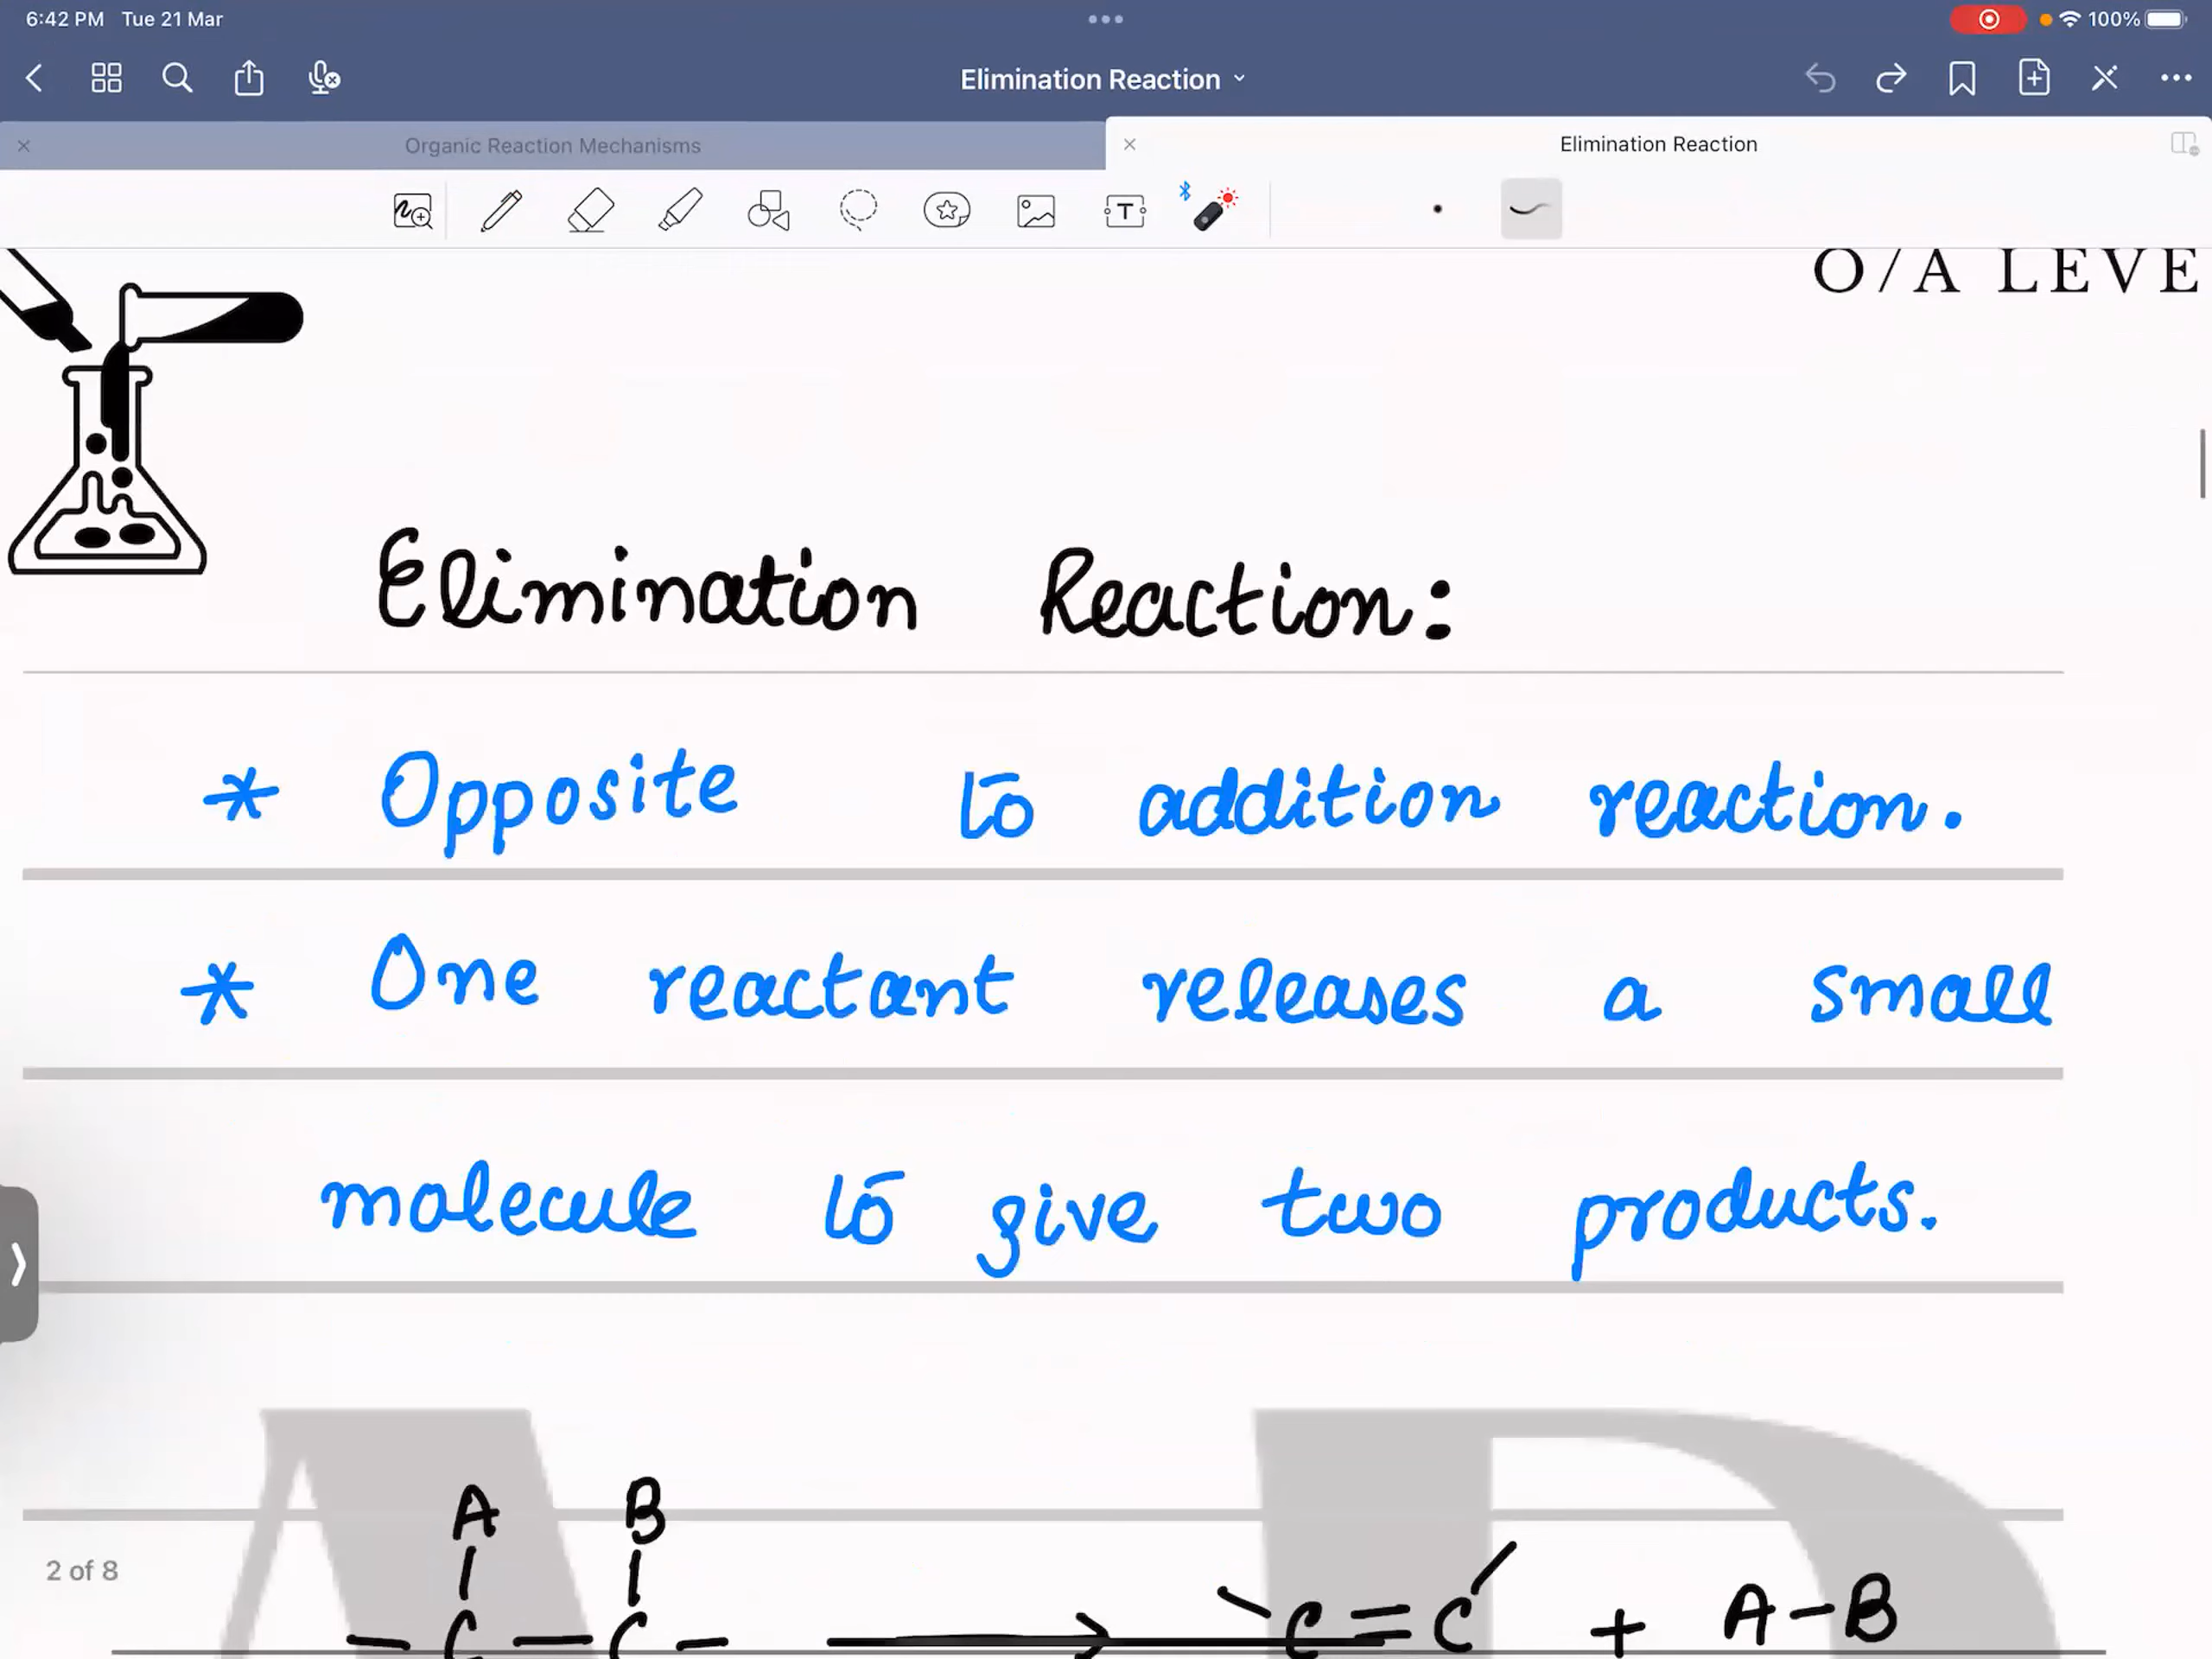 6:42 PM Tue 21 Mar
100%
Elimination Reaction
Organic Reaction Mechanisms
Elimination Reaction
T
O/A LEVE
Elimination Reaction:
* Opposite to addition reaction.
* One reactant releases a small
molecule to give two products.
A B
2 of 8
- C - C - → C = C + A - B